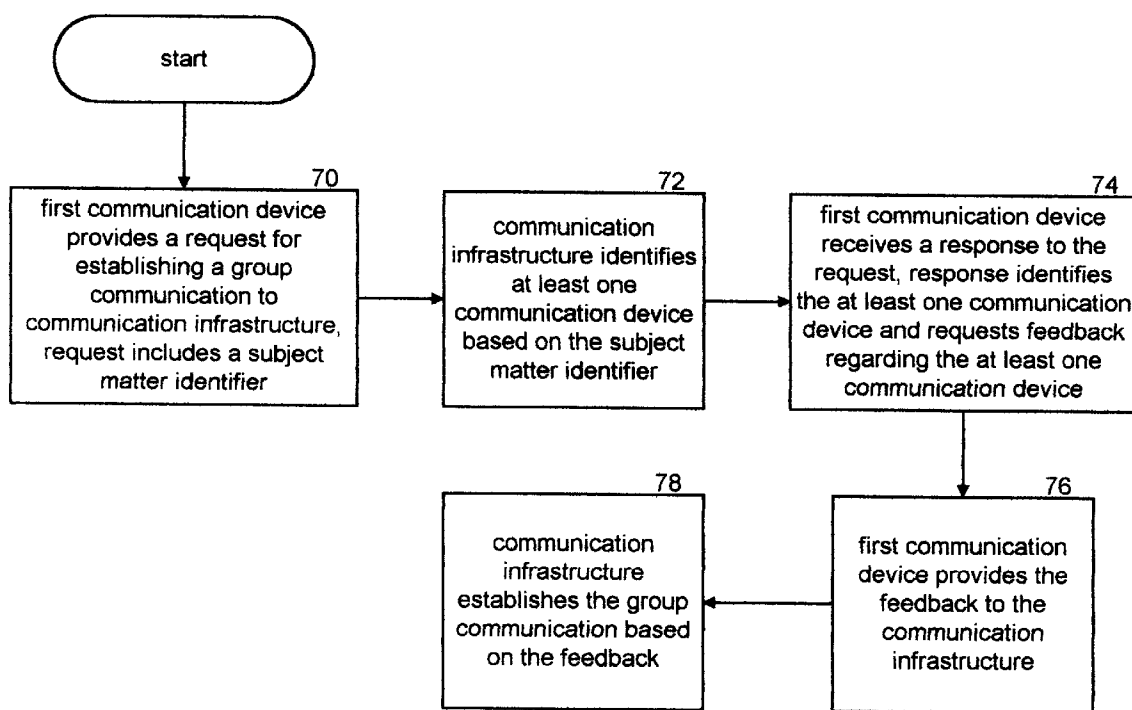 start
70
first communication device
provides a request for
establishing a group
communication to
communication infrastructure,
request includes a subject
matter identifier
72
communication
infrastructure identifies
at least one
communication device
based on the subject
matter identifier
74
first communication device
receives a response to the
request, response identifies
the at least one communication
device and requests feedback
regarding the at least one
communication device
76
first communication
device provides the
feedback to the
communication
infrastructure
78
communication
infrastructure
establishes the group
communication based
on the feedback